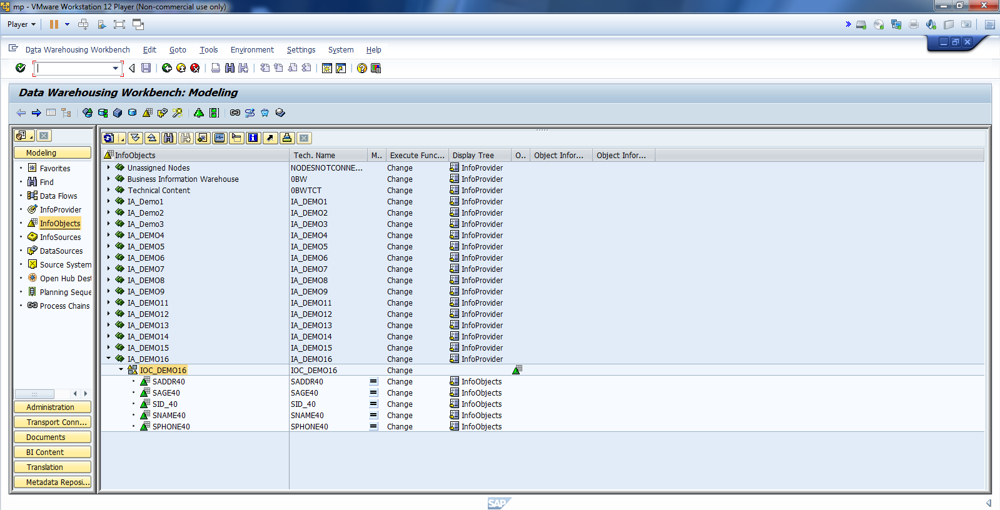 mp - VMware Workstation 12 Player (Non-commercial use only)
Player
Data Warehousing Workbench Edit Goto Tools Environment Settings System Help
Data Warehousing Workbench: Modeling
Modeling
Favorites
Find
Data Flows
InfoProvider
InfoObjects
InfoSources
DataSources
Source System
Open Hub Dest
Planning Seque
Process Chains
Administration
Transport Conn...
Documents
BI Content
Translation
Metadata Reposi...
InfoObjects Tech. Name M.. Execute Func... Display Tree O.. Object Infor... Object Infor...
Unassigned Nodes NODESNOTCONNE... Change InfoProvider
Business Information Warehouse 0BW Change InfoProvider
Technical Content 0BWTCT Change InfoProvider
IA_Demo1 IA_DEMO1 Change InfoProvider
IA_Demo2 IA_DEMO2 Change InfoProvider
IA_Demo3 IA_DEMO3 Change InfoProvider
IA_DEMO4 IA_DEMO4 Change InfoProvider
IA_DEMO5 IA_DEMO5 Change InfoProvider
IA_DEMO6 IA_DEMO6 Change InfoProvider
IA_DEMO7 IA_DEMO7 Change InfoProvider
IA_DEMO8 IA_DEMO8 Change InfoProvider
IA_DEMO9 IA_DEMO9 Change InfoProvider
IA_DEMO11 IA_DEMO11 Change InfoProvider
IA_DEMO12 IA_DEMO12 Change InfoProvider
IA_DEMO13 IA_DEMO13 Change InfoProvider
IA_DEMO14 IA_DEMO14 Change InfoProvider
IA_DEMO15 IA_DEMO15 Change InfoProvider
IA_DEMO16 IA_DEMO16 Change InfoProvider
IOC_DEMO16 IOC_DEMO16 Change
SADDR40 SADDR40 = Change InfoObjects
SAGE40 SAGE40 = Change InfoObjects
SID_40 SID_40 = Change InfoObjects
SNAME40 SNAME40 = Change InfoObjects
SPHONE40 SPHONE40 = Change InfoObjects
SAP